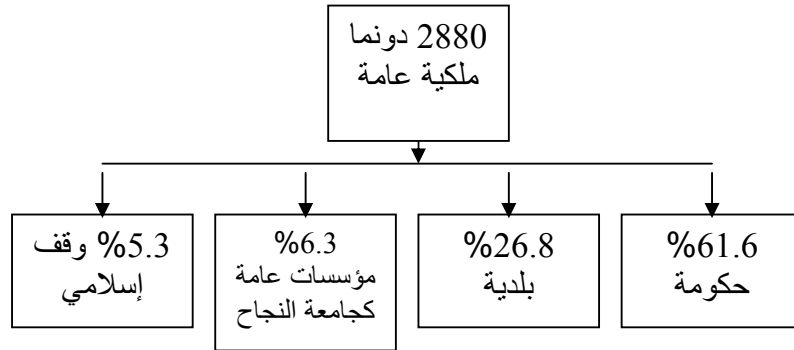 2880 دونما
ملكية عامة
%61.6
حكومة
%26.8
بلدية
%6.3
مؤسسات عامة
كجامعة النجاح
%5.3 وقف
إسلامي